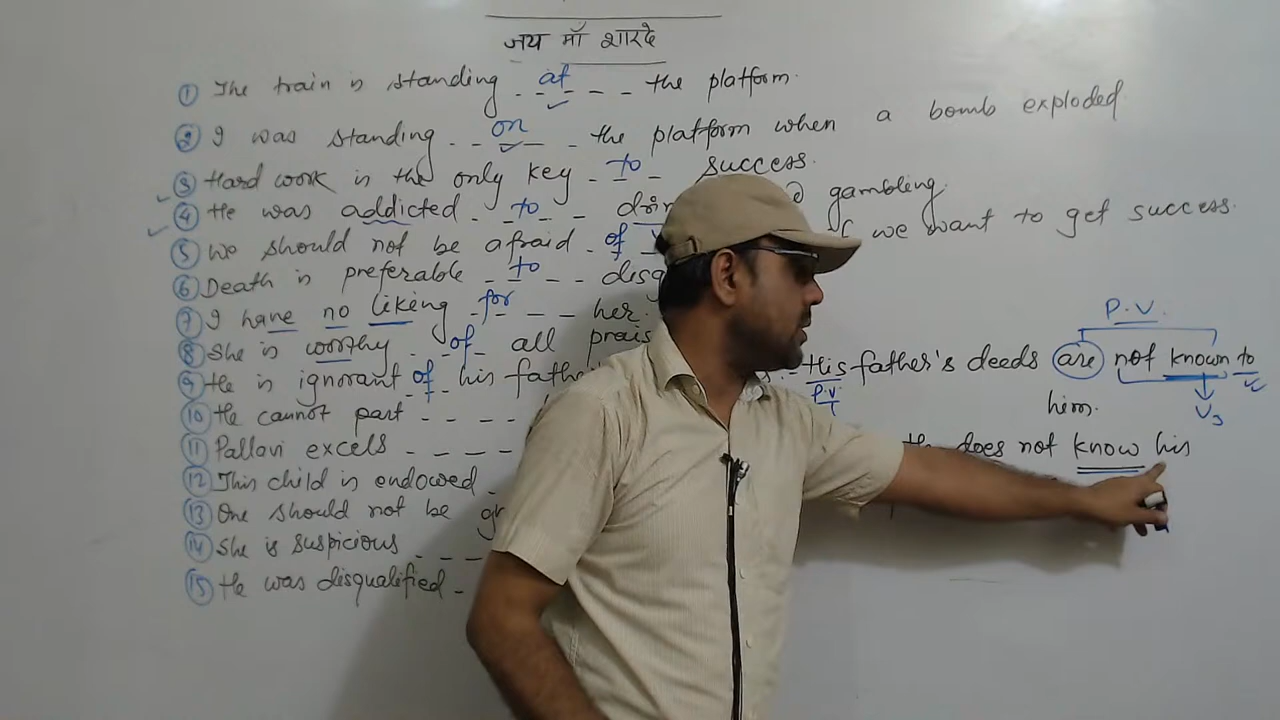 जय माँ शारदे
① The train is standing - at - - - the platform.
② I was standing - - on - - the platform when a bomb exploded
③ Hard work is the only key - to - success.
④ He was addicted - to - - gambling.
⑤ We should not be afraid - of we want to get success.
⑥ Death is preferable - to -
⑦ I have no liking - for - - her.
⑧ She is worthy - of - all
⑨ He is ignorant of his His father's deeds are not known to
P.V.
P.V.
him.
V3
⑩ He cannot part - - - -
⑪ Pallavi excels - - - - does not know his
⑫ This child is endowed -
⑬ One should not be
⑭ She is suspicious - - - -
⑮ He was disqualified -